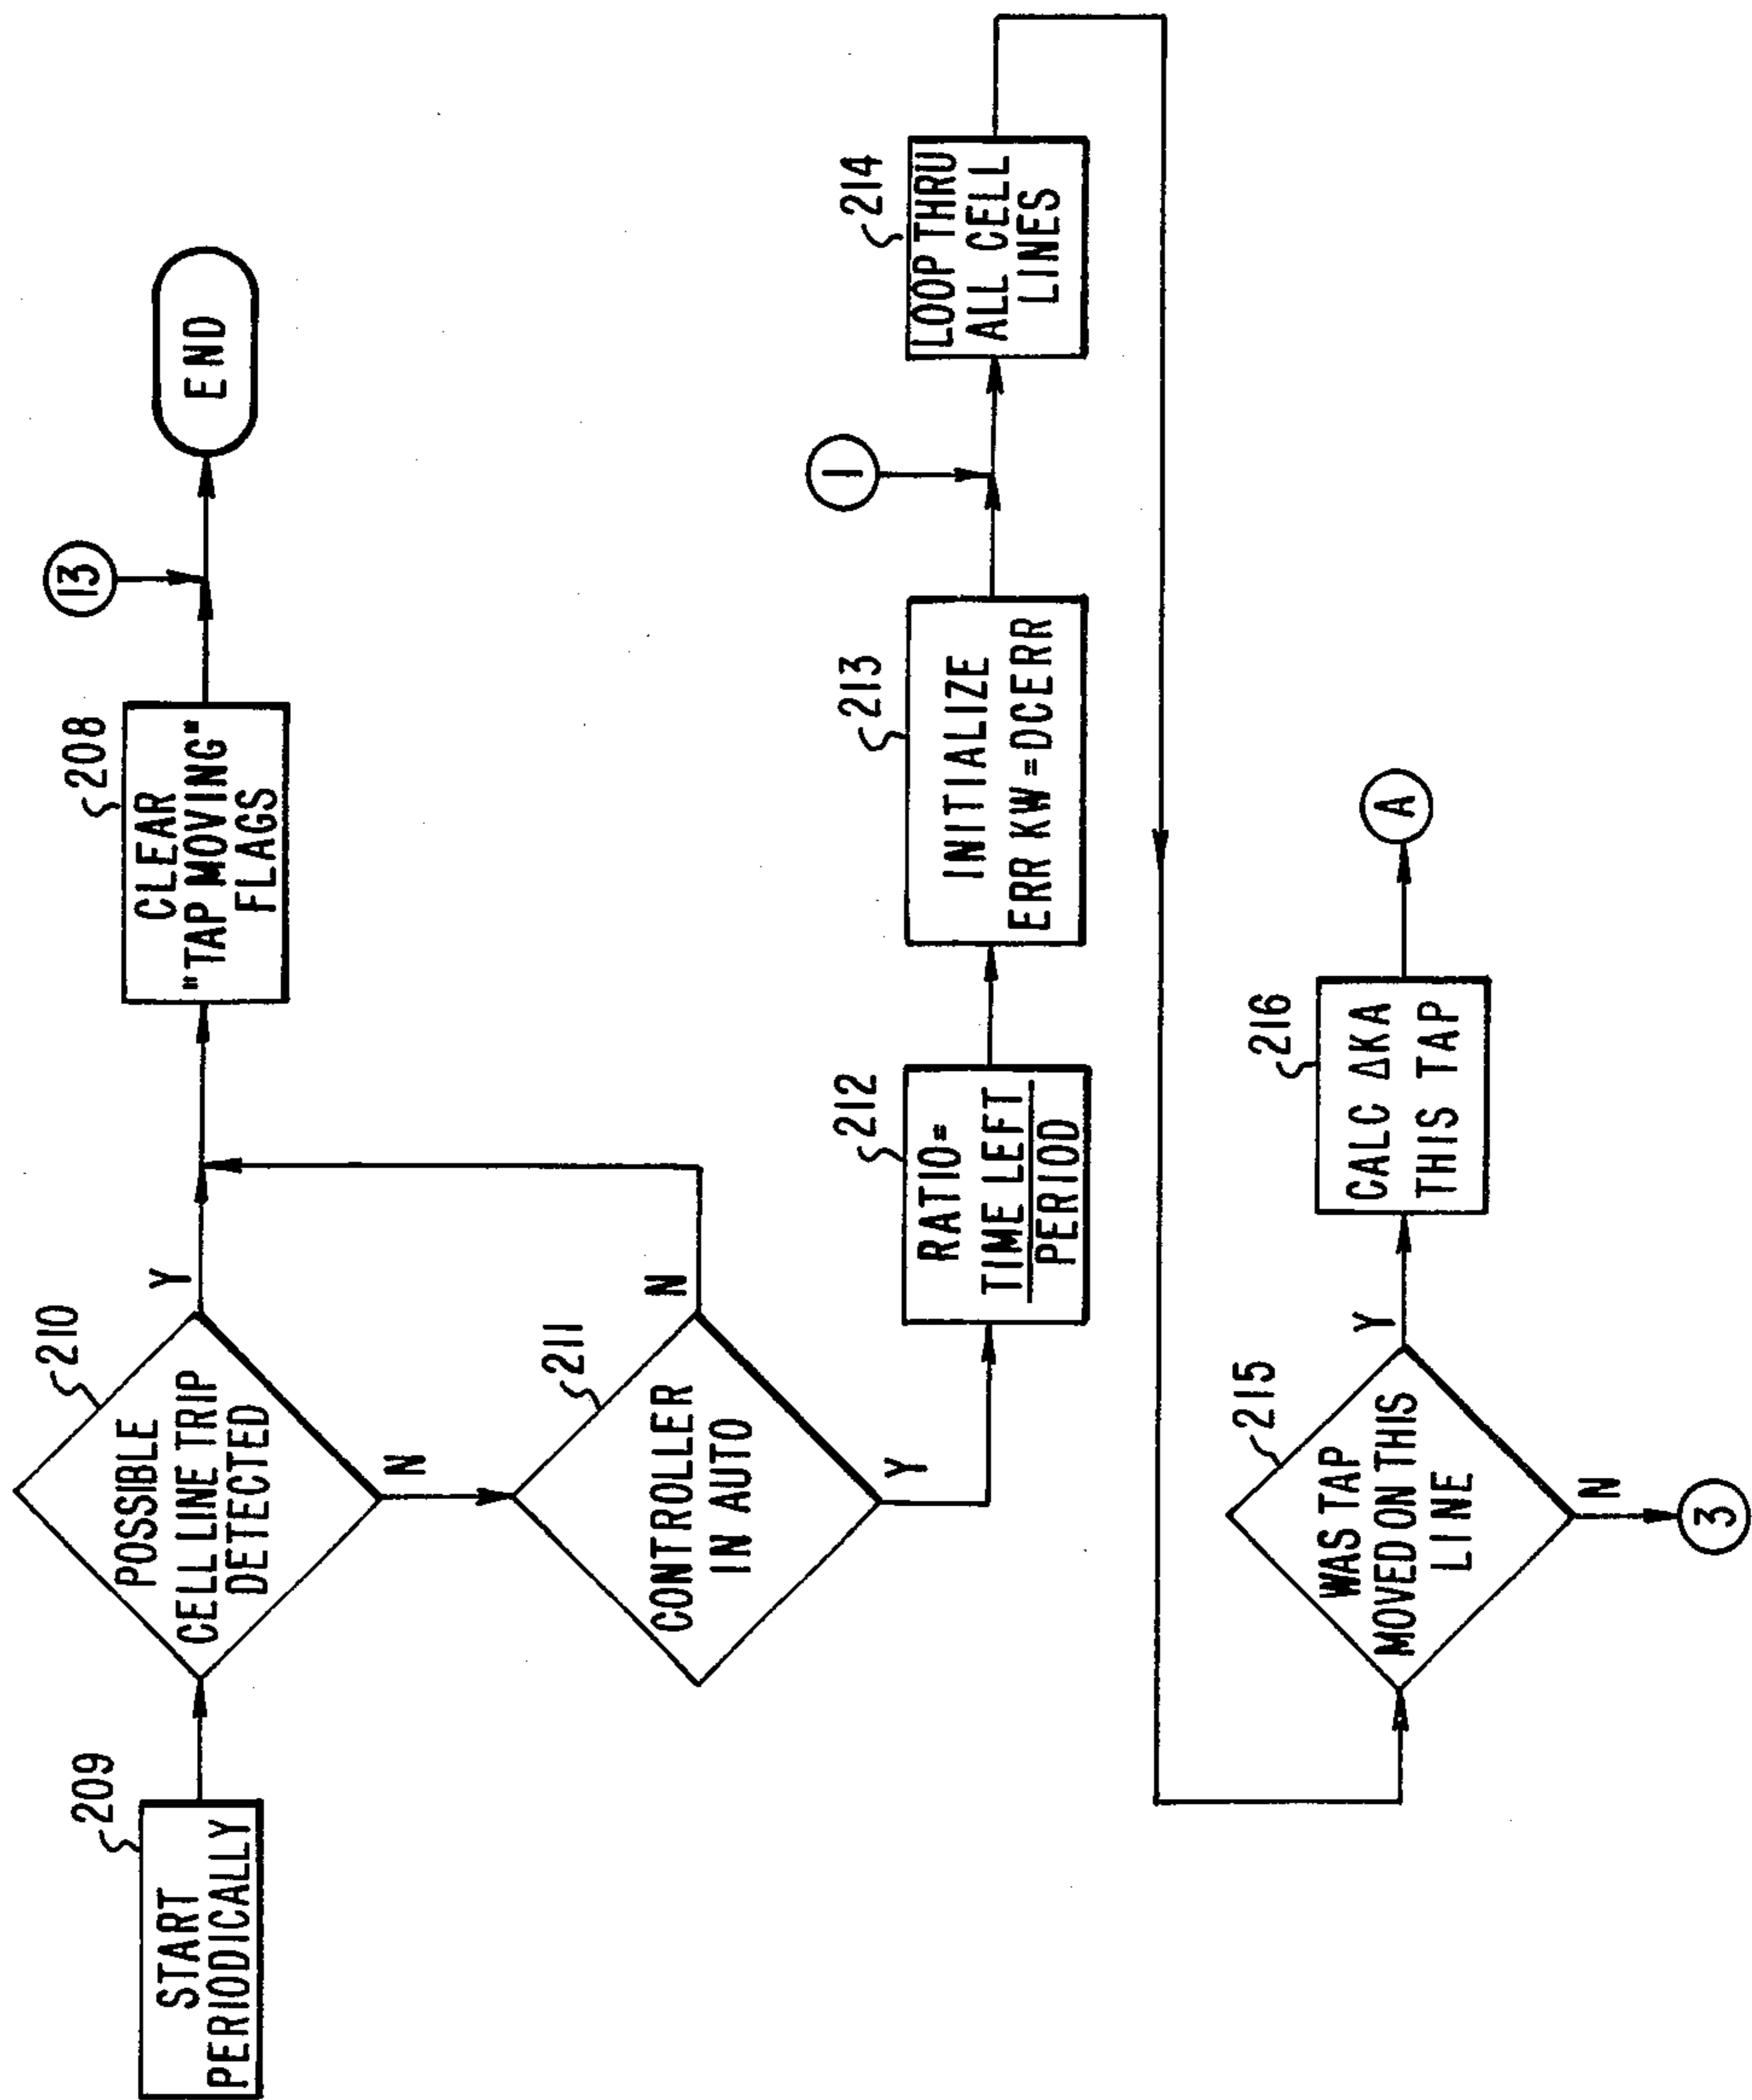 209
START
PERIODICALLY
210
POSSIBLE
CELL LINE TRIP
DETECTED
Y
N
208
CLEAR
"TAP MOVING"
FLAGS
13
END
211
CONTROLLER
IN AUTO
N
Y
212
RATIO=
TIME LEFT
PERIOD
213
INITIALIZE
ERR KW=DCERR
1
214
LOOP THRU
ALL CELL
LINES
215
WAS TAP
MOVED ON THIS
LINE
Y
N
3
216
CALC ΔKA
THIS TAP
A